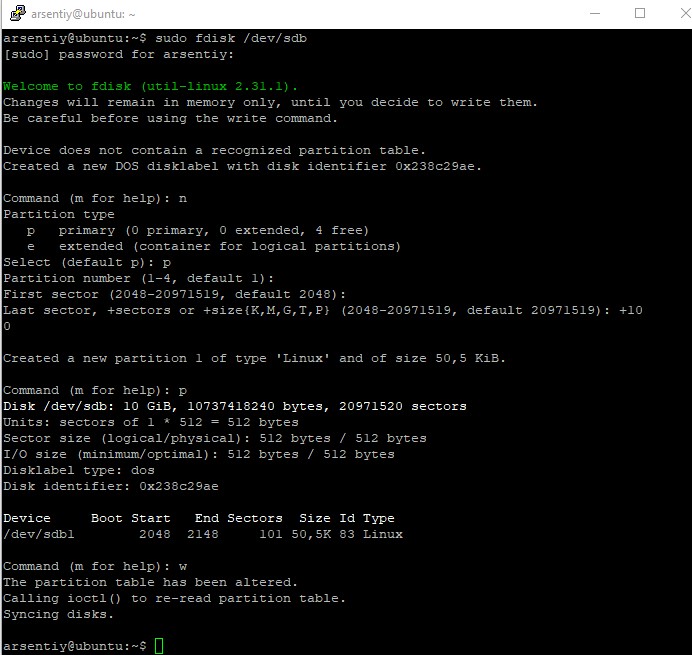 arsentiy@ubuntu: ~
arsentiy@ubuntu:~$ sudo fdisk /dev/sdb
[sudo] password for arsentiy:
Welcome to fdisk (util-linux 2.31.1).
Changes will remain in memory only, until you decide to write them.
Be careful before using the write command.
Device does not contain a recognized partition table.
Created a new DOS disklabel with disk identifier 0x238c29ae.
Command (m for help): n
Partition type
   p   primary (0 primary, 0 extended, 4 free)
   e   extended (container for logical partitions)
Select (default p): p
Partition number (1-4, default 1):
First sector (2048-20971519, default 2048):
Last sector, +sectors or +size{K,M,G,T,P} (2048-20971519, default 20971519): +10
0
Created a new partition 1 of type 'Linux' and of size 50,5 KiB.
Command (m for help): p
Disk /dev/sdb: 10 GiB, 10737418240 bytes, 20971520 sectors
Units: sectors of 1 * 512 = 512 bytes
Sector size (logical/physical): 512 bytes / 512 bytes
I/O size (minimum/optimal): 512 bytes / 512 bytes
Disklabel type: dos
Disk identifier: 0x238c29ae
Device     Boot Start   End Sectors  Size Id Type
/dev/sdb1        2048  2148     101 50,5K 83 Linux
Command (m for help): w
The partition table has been altered.
Calling ioctl() to re-read partition table.
Syncing disks.
arsentiy@ubuntu:~$